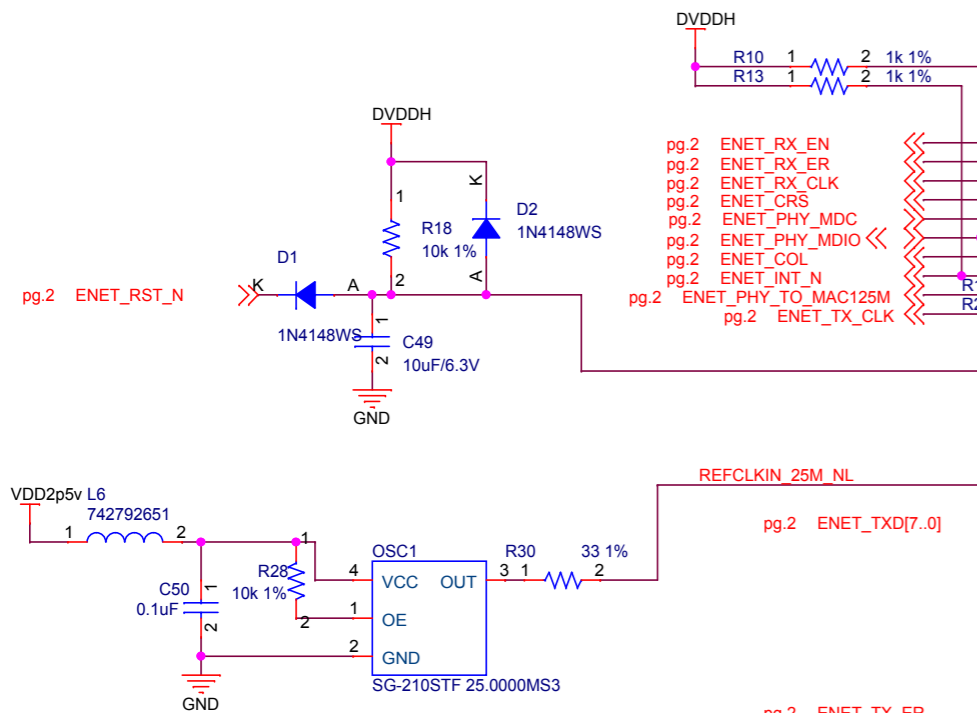 DVDDH
R10 1 2 1k 1%
R13 1 2 1k 1%
DVDDH
1
R18
10k 1%
2
K
D2
1N4148WS
A
pg.2 ENET_RST_N
K D1 A
1N4148WS
1
C49
2
10uF/6.3V
GND
pg.2 ENET_RX_EN
pg.2 ENET_RX_ER
pg.2 ENET_RX_CLK
pg.2 ENET_CRS
pg.2 ENET_PHY_MDC
pg.2 ENET_PHY_MDIO
pg.2 ENET_COL
pg.2 ENET_INT_N
pg.2 ENET_PHY_TO_MAC125M
pg.2 ENET_TX_CLK
VDD2p5v L6
742792651
1 2
C50 1
0.1uF
2
GND
1
R28
10k 1%
2
OSC1
4 VCC OUT 3
1 OE
2 GND
SG-210STF 25.0000MS3
R30 33 1%
1 2
REFCLKIN_25M_NL
pg.2 ENET_TXD[7..0]
pg.2 ENET_TX_ER